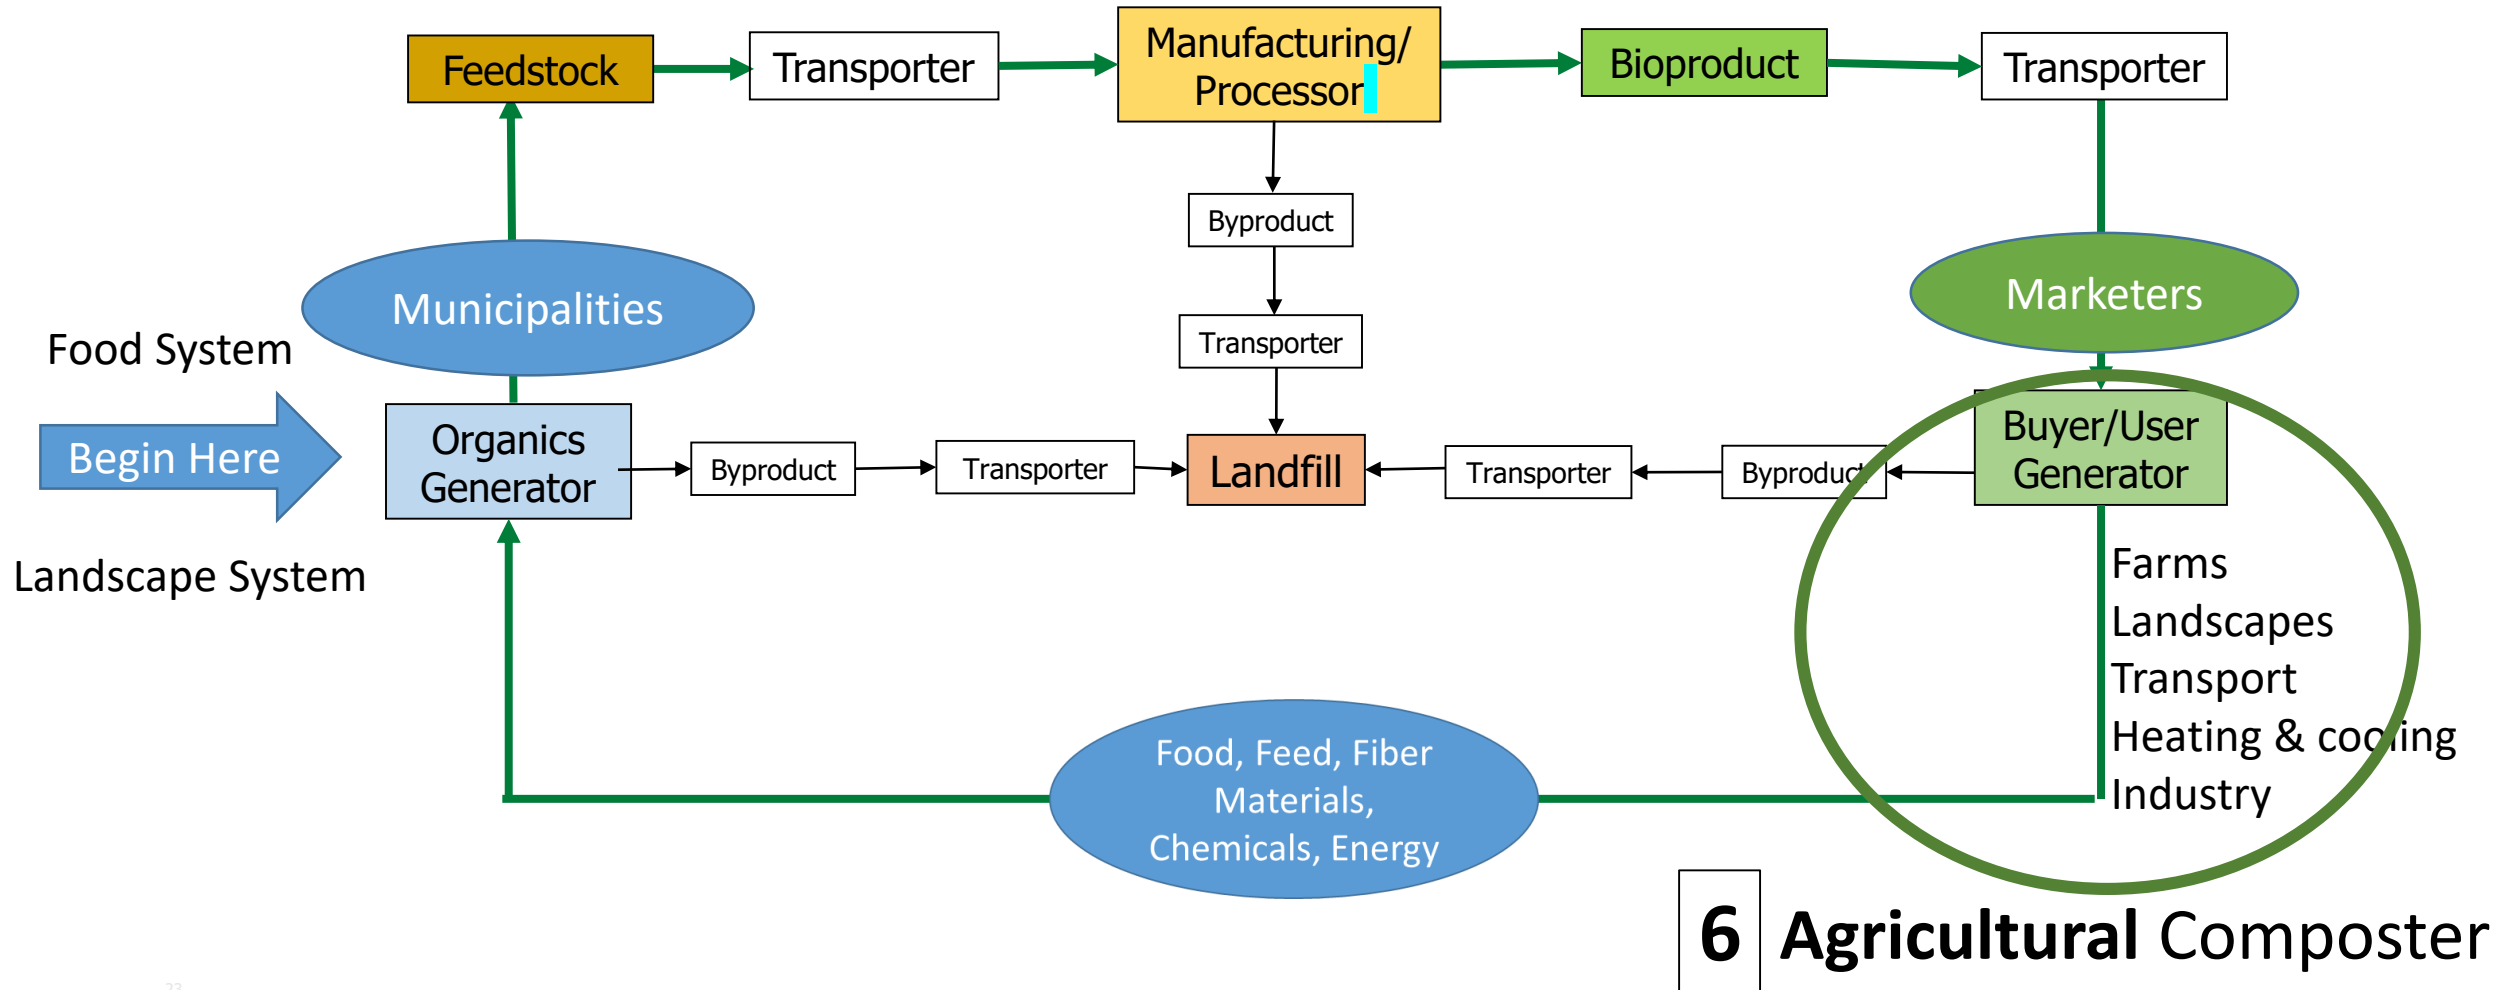 Feedstock
Transporter
Manufacturing/
Processor
Bioproduct
Transporter
Byproduct
Municipalities
Marketers
Food System
Transporter
Begin Here
Organics
Generator
Byproduct
Transporter
Landfill
Transporter
Byproduct
Buyer/User
Generator
Landscape System
Farms
Landscapes
Transport
Heating & cooling
Industry
Food, Feed, Fiber
Materials,
Chemicals, Energy
6 Agricultural Composter
23